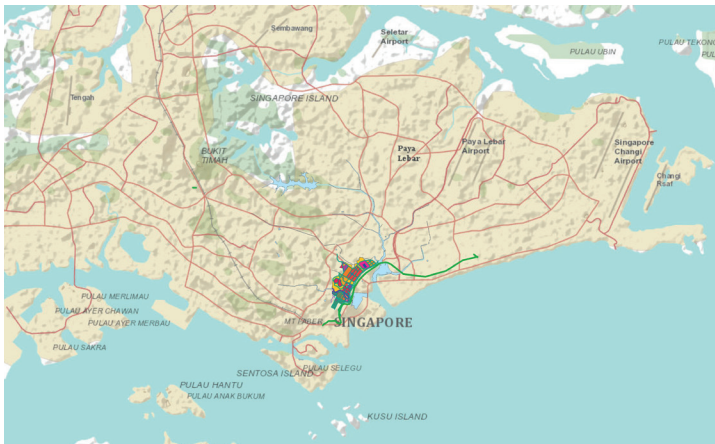 Sembawang
Seletar
Airport
PULAU UBIN
PULAU TEKONG
PUL
Tengah
SINGAPORE ISLAND
BUKIT
TIMAH
Paya
Lebar
Paya Lebar
Airport
Singapore
Changi
Airport
Changi
Rsaf
PULAU MERLIMAU
PULAU AYER CHAWAN
PULAU AYER MERBAU
MT FABER
SINGAPORE
PULAU SAKRA
PULAU SELEGU
SENTOSA ISLAND
PULAU HANTU
PULAU ANAK BUKUM
KUSU ISLAND